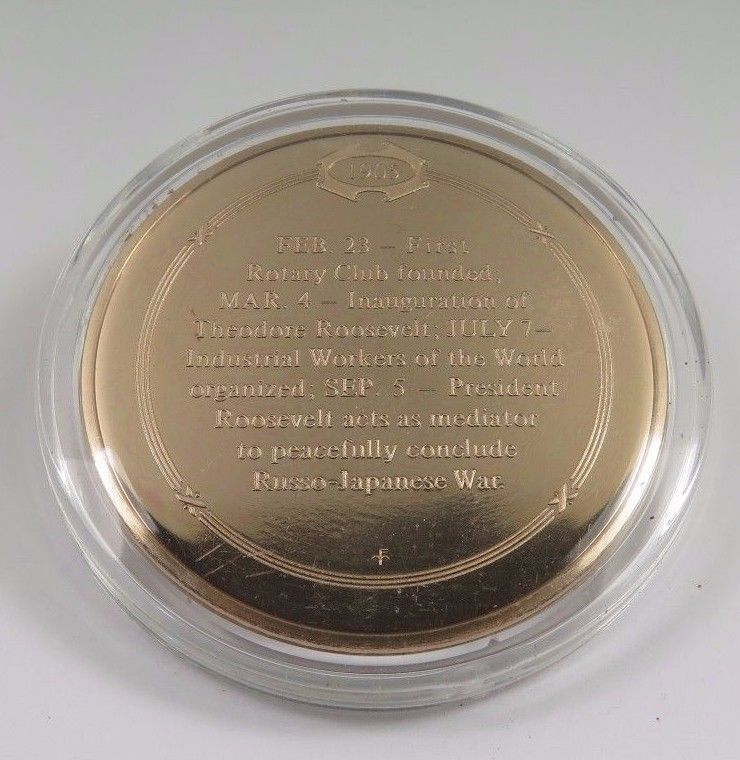 1905
FEB. 23 – First
Rotary Club founded;
MAR. 4 – Inauguration of
Theodore Roosevelt; JULY 7–
Industrial Workers of the World
organized; SEP. 5 – President
Roosevelt acts as mediator
to peacefully conclude
Russo-Japanese War.